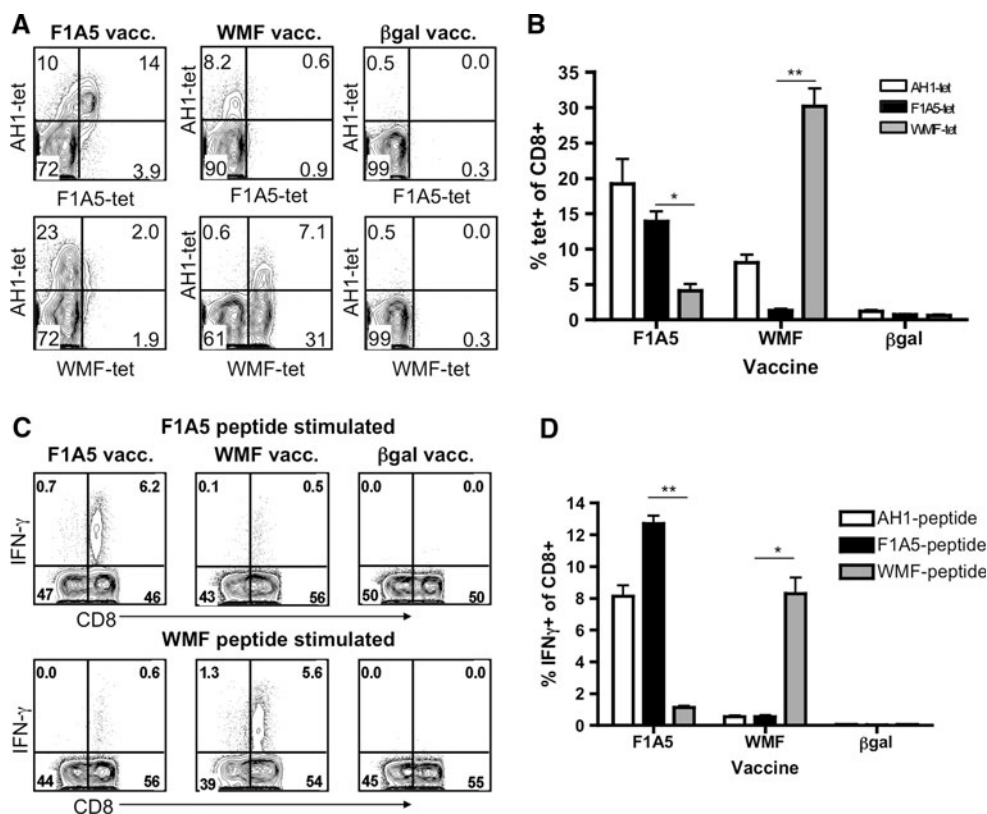 A
F1A5 vacc. WMF vacc. βgal vacc.
AH1-tet
10 14
72 3.9
F1A5-tet
AH1-tet
8.2 0.6
90 0.9
F1A5-tet
AH1-tet
0.5 0.0
99 0.3
F1A5-tet
AH1-tet
23 2.0
72 1.9
WMF-tet
AH1-tet
0.6 7.1
61 31
WMF-tet
AH1-tet
0.5 0.0
99 0.3
WMF-tet
B
% tet+ of CD8+
35
30
25
20
15
10
5
0
* **
AH1-tet
F1A5-tet
WMF-tet
F1A5 WMF βgal
Vaccine
C
F1A5 peptide stimulated
F1A5 vacc. WMF vacc. βgal vacc.
IFN-γ
0.7 6.2
47 46
0.1 0.5
43 56
0.0 0.0
50 50
CD8
WMF peptide stimulated
IFN-γ
0.0 0.6
44 56
1.3 5.6
39 54
0.0 0.0
45 55
CD8
D
% IFNγ+ of CD8+
14
12
10
8
6
4
2
0
** *
AH1-peptide
F1A5-peptide
WMF-peptide
F1A5 WMF βgal
Vaccine